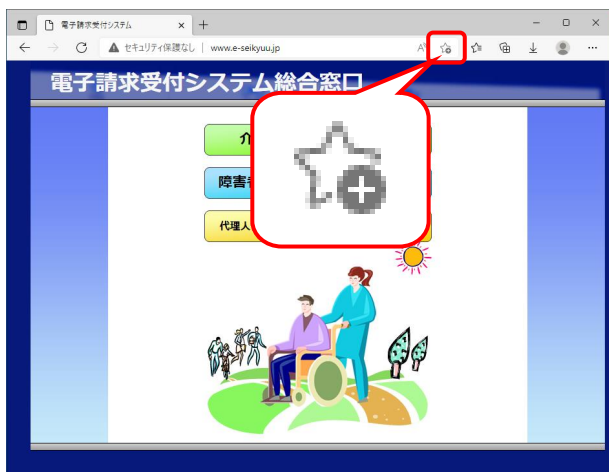 電子請求受付システム
セキュリティ保護なし | www.e-seikyuu.jp
電子請求受付システム総合窓口
介
障害者
代理人